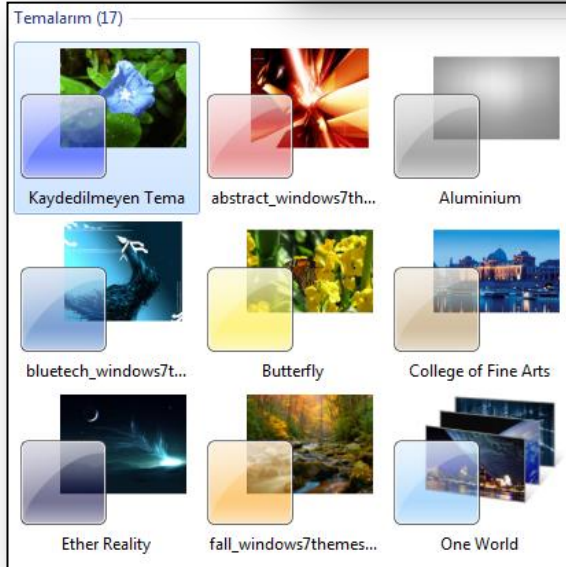 Temalarım (17)
Kaydedilmeyen Tema
abstract_windows7th...
Aluminium
bluetech_windows7t...
Butterfly
College of Fine Arts
Ether Reality
fall_windows7themes...
One World